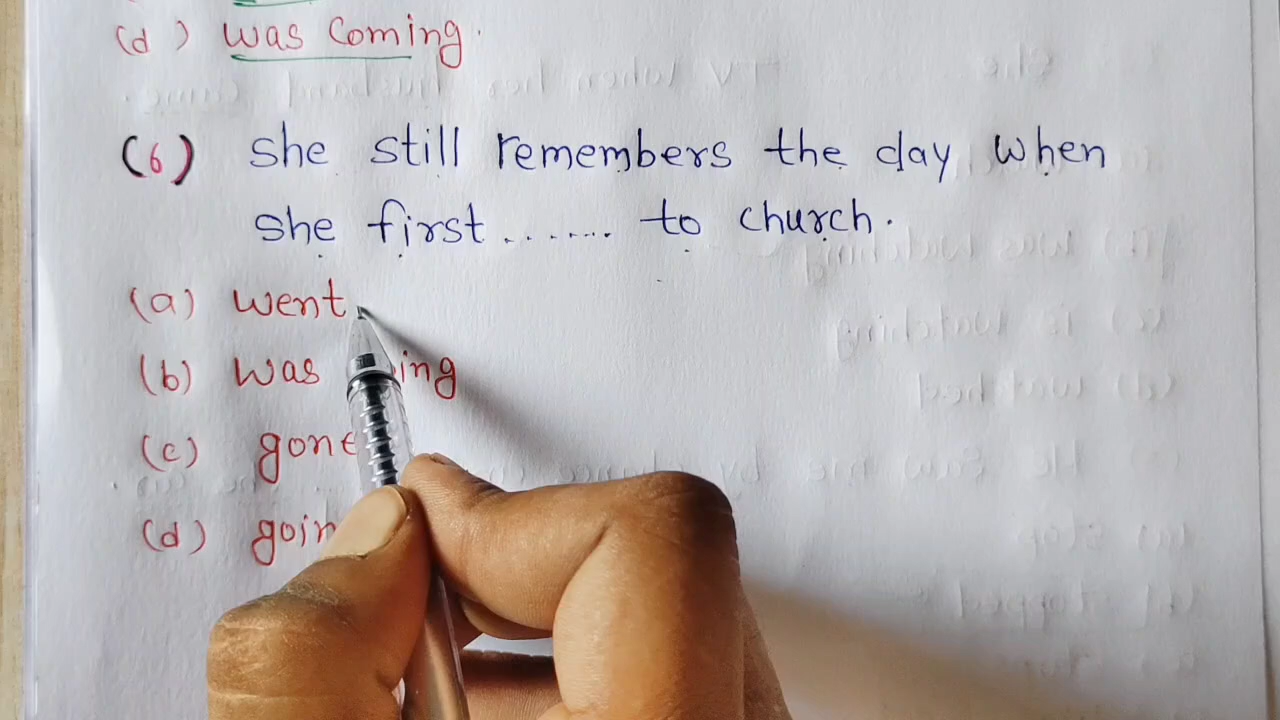 (d) was coming.
(6) she still remembers the day when
she first ....... to church.
(a) went
(b) was
(c) gone
(d)